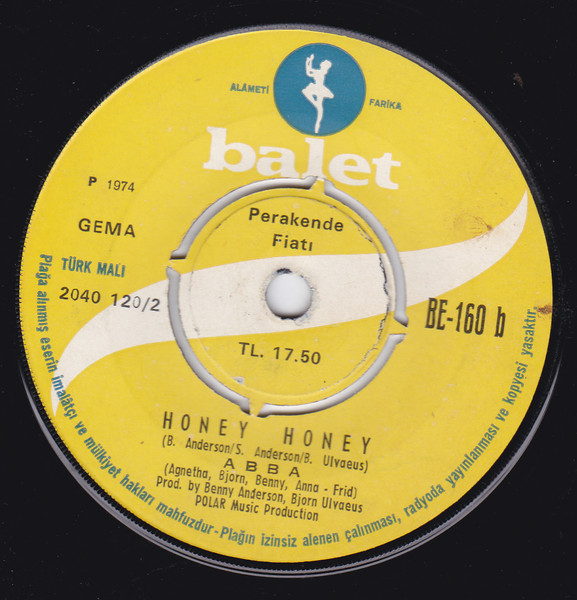 ALÂMETİ FARİKA
balet
P 1974
GEMA
TÜRK MALI
2040 120/2
Perakende
Fiatı
TL. 17.50
BE-160 b
HONEY HONEY
(B. Anderson/S. Anderson/B. Ulvaeus)
ABBA
(Agnetha, Bjorn, Benny, Anna - Frid)
Prod. by Benny Anderson, Bjorn Ulvaeus
POLAR Music Production
Plağa alınmış eserin imalâtçı ve mülkiyet hakları mahfuzdur-Plağın izinsiz alenen çalınması, radyoda yayımlanması ve kopyesi yasaktır.